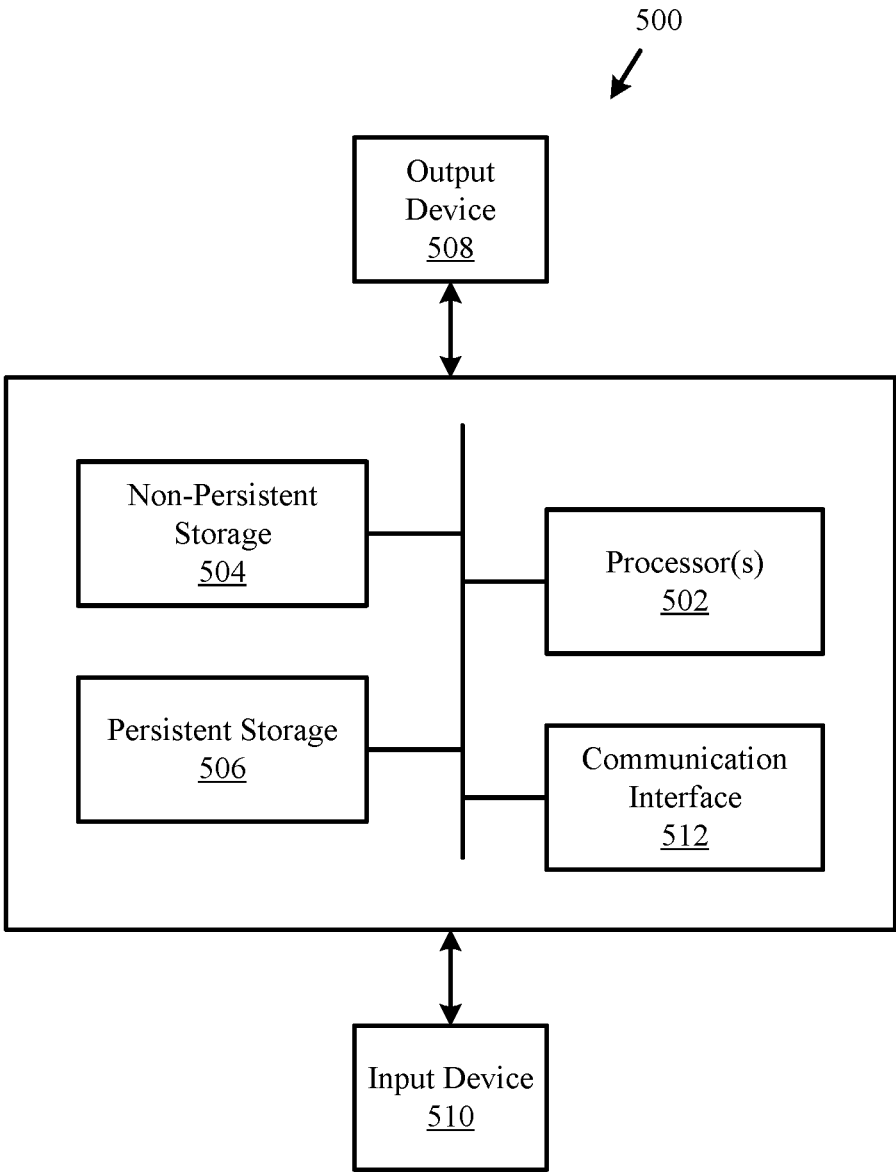 500
Output
Device
508
Non-Persistent
Storage
504
Processor(s)
502
Persistent Storage
506
Communication
Interface
512
Input Device
510